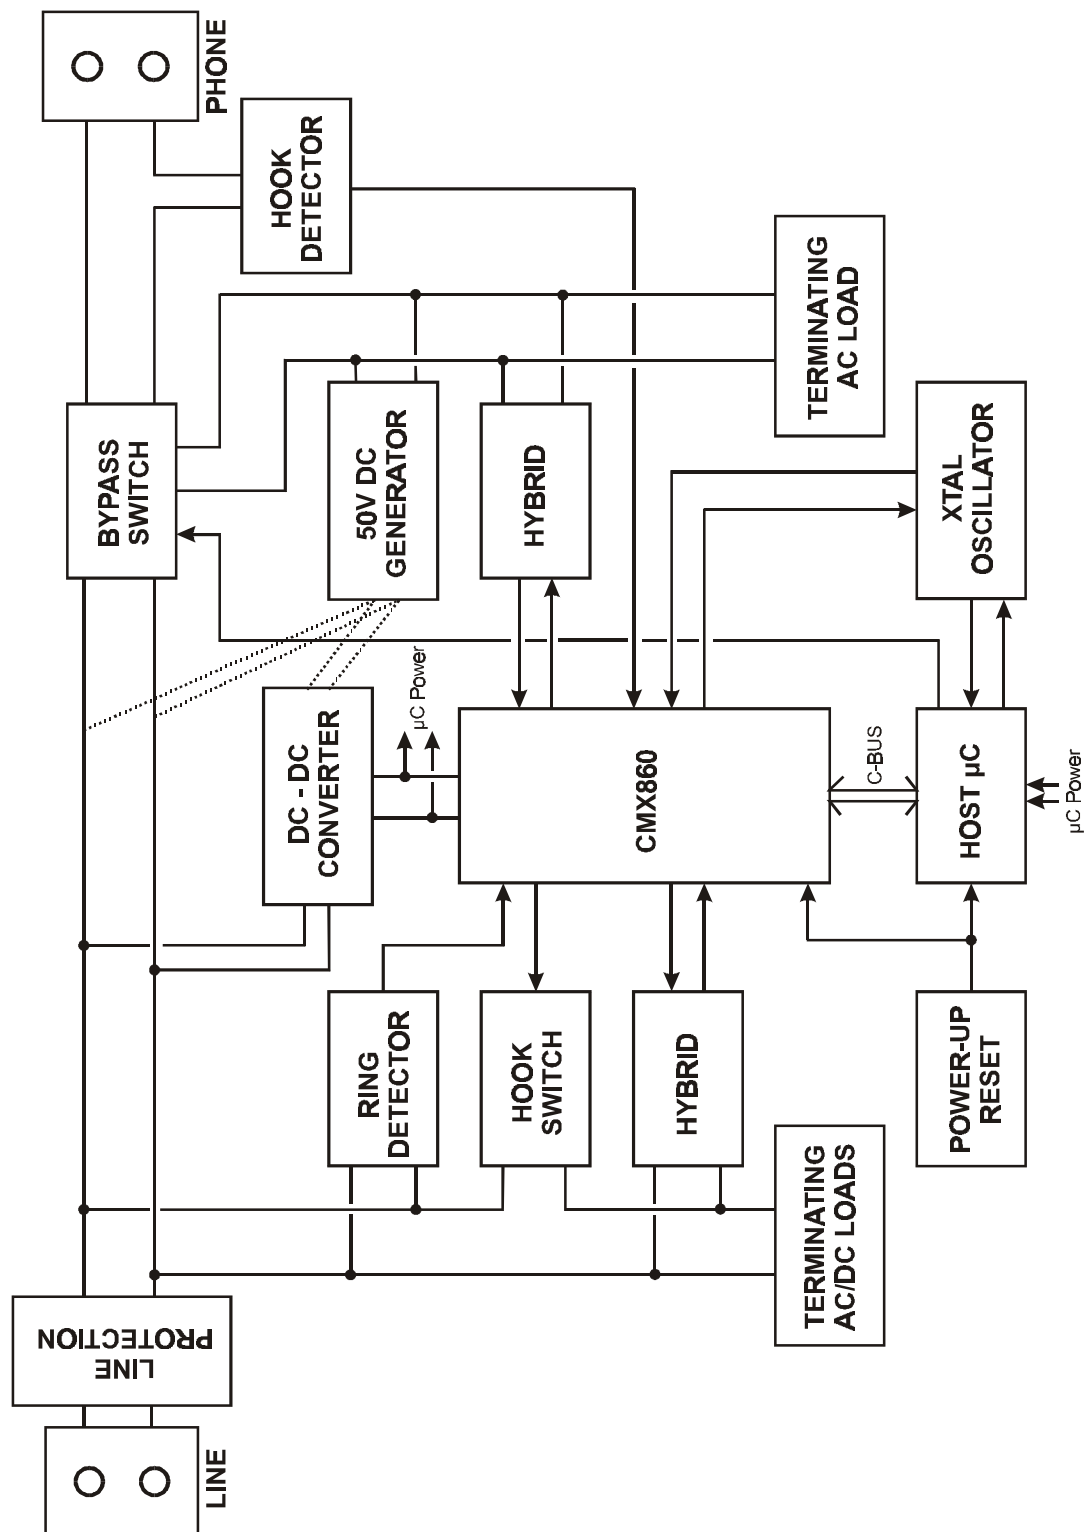 PHONE
HOOK
DETECTOR
TERMINATING
AC LOAD
BYPASS
SWITCH
50V DC
GENERATOR
HYBRID
XTAL
OSCILLATOR
DC - DC
CONVERTER
µC Power
CMX860
C-BUS
HOST µC
µC Power
RING
DETECTOR
HOOK
SWITCH
HYBRID
POWER-UP
RESET
TERMINATING
AC/DC LOADS
LINE
PROTECTION
LINE